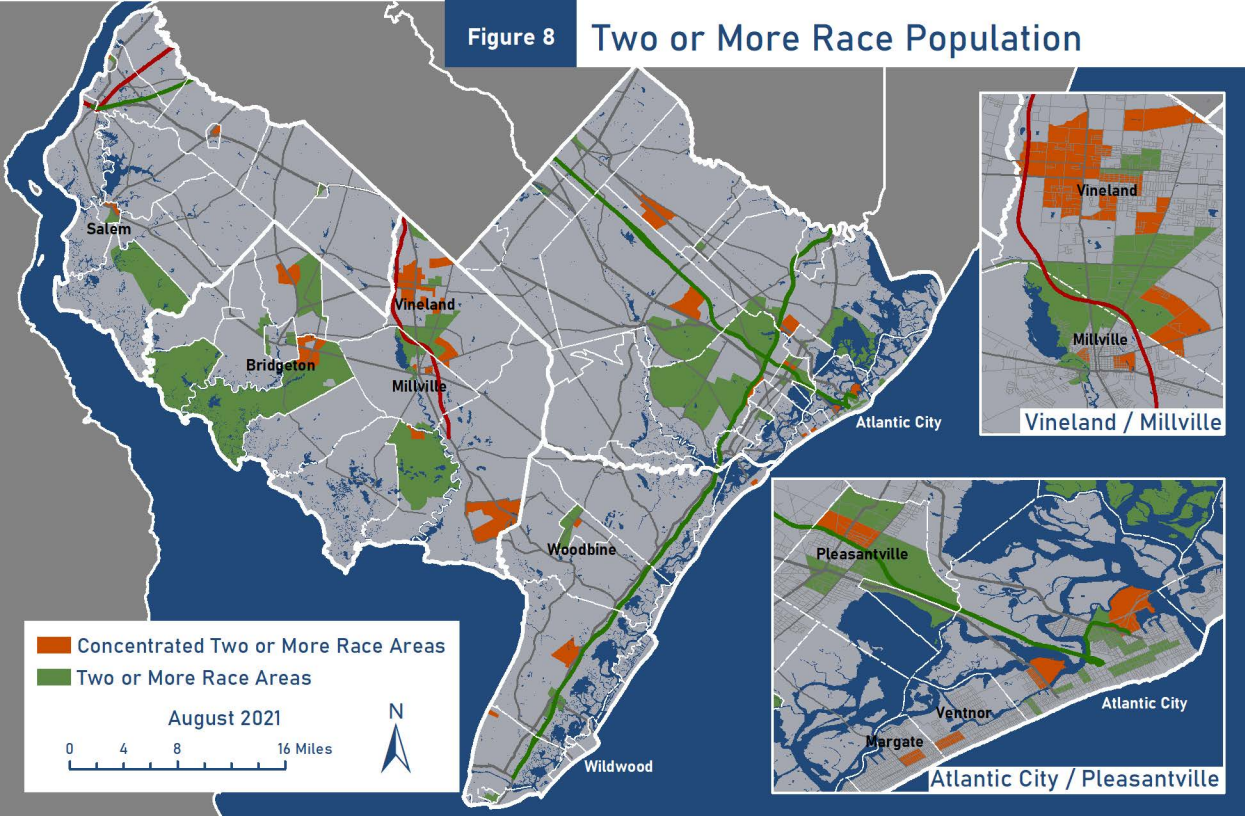 Figure 8
Two or More Race Population
Salem
Vineland
Bridgeton
Millville
Atlantic City
Woodbine
Wildwood
Vineland
Millville
Vineland / Millville
Pleasantville
Atlantic City
Ventnor
Margate
Atlantic City / Pleasantville
Concentrated Two or More Race Areas
Two or More Race Areas
August 2021
N
0 4 8 16 Miles